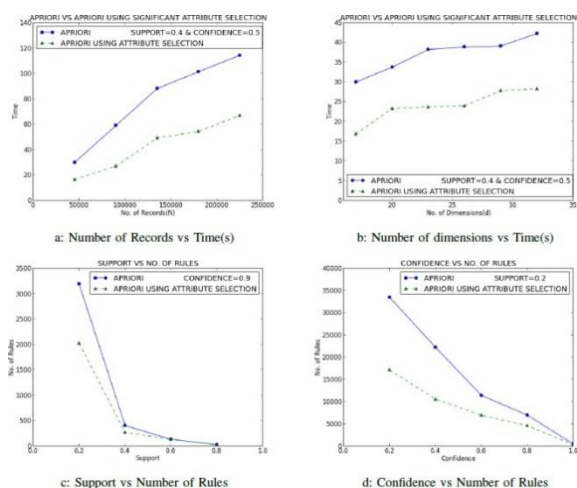 APRIORI VS APRIORI USING SIGNIFICANT ATTRIBUTE SELECTION
140
120
100
80
60
40
20
0
Time
APRIORI SUPPORT=0.4 & CONFIDENCE=0.5
APRIORI USING ATTRIBUTE SELECTION
0 50000 100000 150000 200000 250000
No. of Records(N)
a: Number of Records vs Time(s)
APRIORI VS APRIORI USING SIGNIFICANT ATTRIBUTE SELECTION
45
40
35
30
25
20
15
10
5
0
Time
APRIORI SUPPORT=0.4 & CONFIDENCE=0.5
APRIORI USING ATTRIBUTE SELECTION
20 25 30 35
No. of Dimensions(d)
b: Number of dimensions vs Time(s)
SUPPORT VS NO. OF RULES
3500
3000
2500
2000
1500
1000
500
0
No. of Rules
APRIORI CONFIDENCE=0.9
APRIORI USING ATTRIBUTE SELECTION
0.0 0.2 0.4 0.6 0.8 1.0
Support
c: Support vs Number of Rules
CONFIDENCE VS NO. OF RULES
40000
35000
30000
25000
20000
15000
10000
5000
0
No. of Rules
APRIORI SUPPORT=0.2
APRIORI USING ATTRIBUTE SELECTION
0.0 0.2 0.4 0.6 0.8 1.0
Confidence
d: Confidence vs Number of Rules